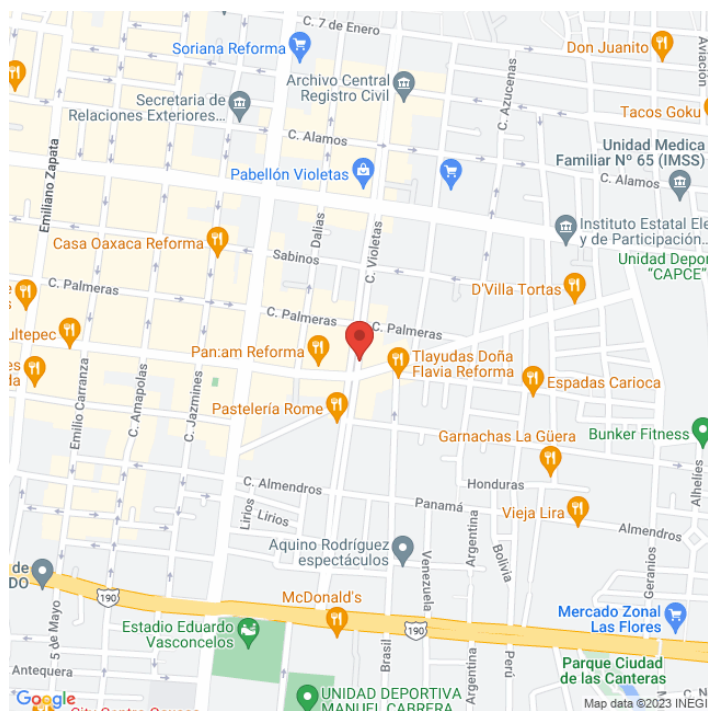 C. 7 de Enero
Soriana Reforma
Don Juanito
Aviación
Archivo Central
Registro Civil
C. Azucenas
Secretaria de
Relaciones Exteriores...
Tacos Goku
C. Alamos
Unidad Medica
Familiar N° 65 (IMSS)
Emiliano Zapata
Pabellón Violetas
C. Alamos
Dalias
C. Violetas
Instituto Estatal Ele
y de Participación...
Casa Oaxaca Reforma
Sabinos
Unidad Depor
"CAPCE"
C. Palmeras
D'Villa Tortas
C. Palmeras
C. Palmeras
ultepec
Pan:am Reforma
Tlayudas Doña
Flavia Reforma
Espadas Carioca
es
da
Emilio Carranza
C. Amapolas
C. Jazmines
Pastelería Rome
Garnachas La Güera
Bunker Fitness
C. Almendros
Honduras
Alhelíes
Panamá
Vieja Lira
Almendros
Lirios
Lirios
Aquino Rodríguez
espectáculos
Venezuela
Argentina
Argentina
Bolivia
Geranios
de
DO
190
McDonald's
Mercado Zonal
Las Flores
5 de Mayo
Estadio Eduardo
Vasconcelos
190
Brasil
Perú
Antequera
Parque Ciudad
de las Canteras
UNIDAD DEPORTIVA
MANUEL CABRERA
Google
Map data ©2023 INEGI